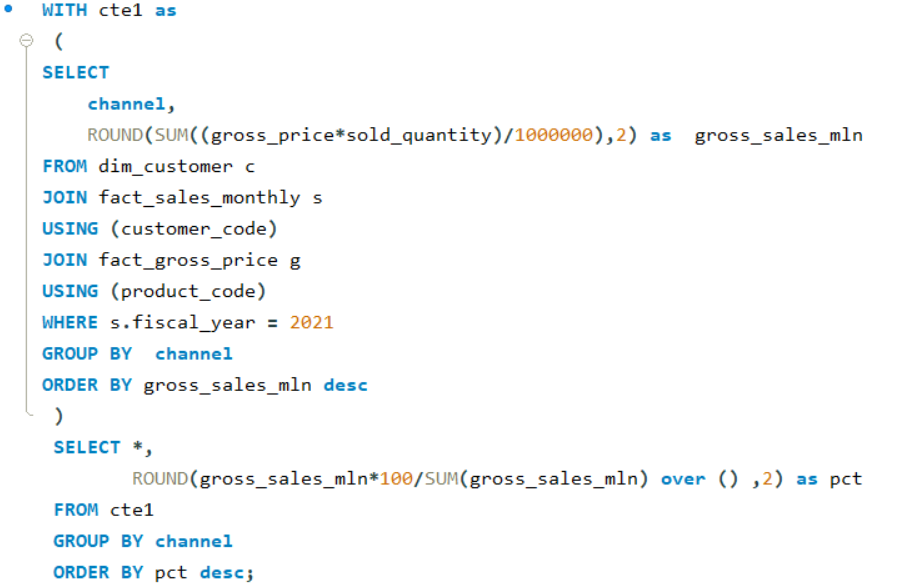 WITH cte1 as
(
SELECT
channel,
ROUND(SUM((gross_price*sold_quantity)/1000000),2) as  gross_sales_mln
FROM dim_customer c
JOIN fact_sales_monthly s
USING (customer_code)
JOIN fact_gross_price g
USING (product_code)
WHERE s.fiscal_year = 2021
GROUP BY  channel
ORDER BY gross_sales_mln desc
)
SELECT *,
ROUND(gross_sales_mln*100/SUM(gross_sales_mln) over () ,2) as pct
FROM cte1
GROUP BY channel
ORDER BY pct desc;